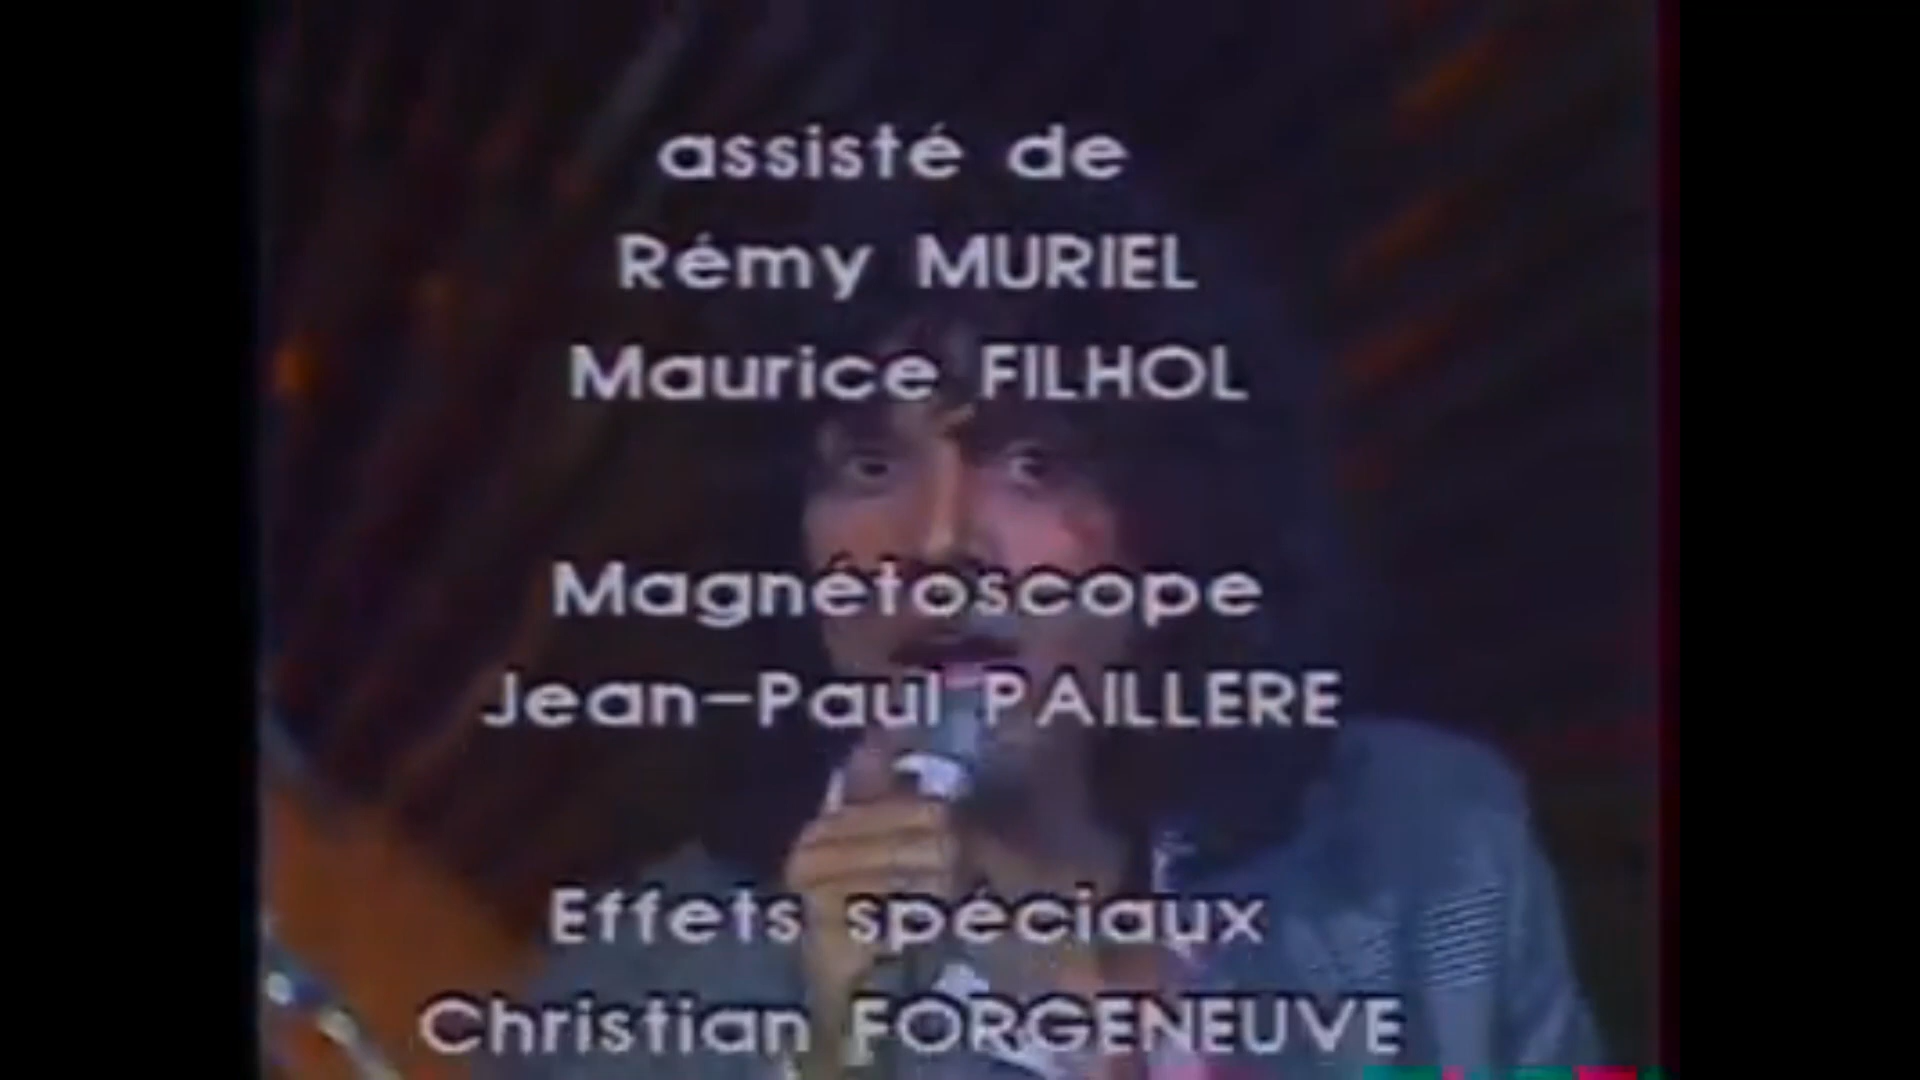 assisté de
Rémy MURIEL
Maurice FILHOL
Magnétoscope
Jean-Paul PAILLERE
Effets spéciaux
Christian FORGENEUVE